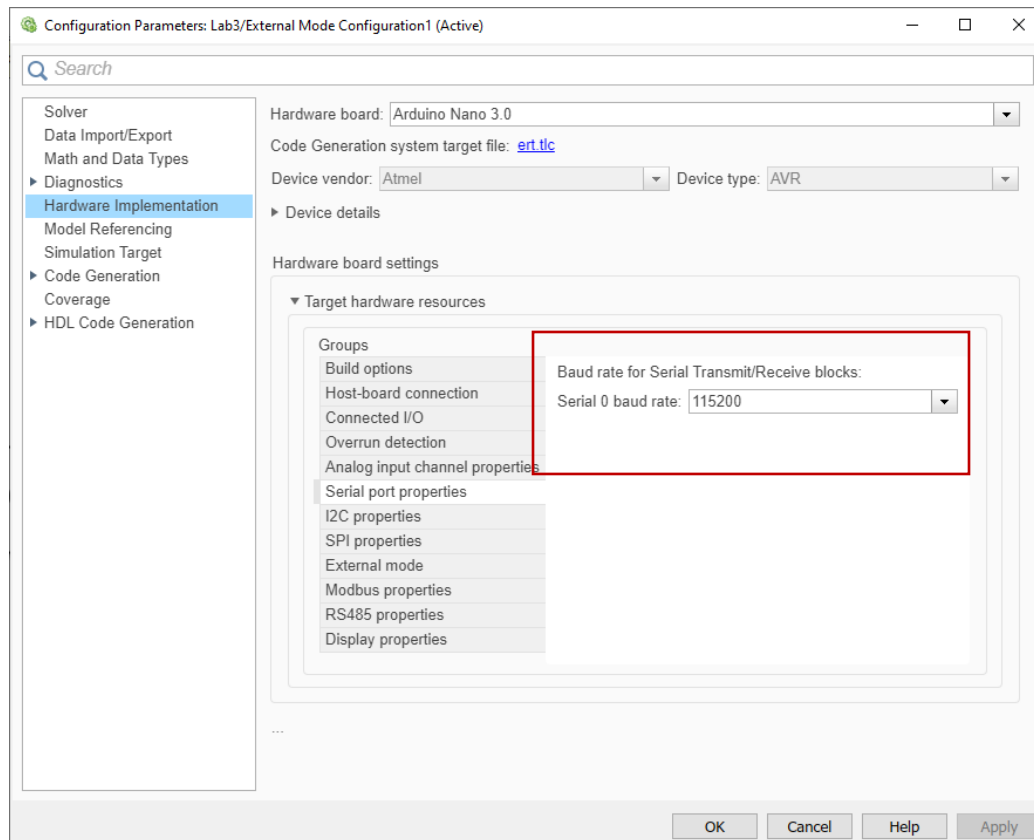 Configuration Parameters: Lab3/External Mode Configuration1 (Active)
Search
Solver
Data Import/Export
Math and Data Types
Diagnostics
Hardware Implementation
Model Referencing
Simulation Target
Code Generation
Coverage
HDL Code Generation
Hardware board: Arduino Nano 3.0
Code Generation system target file: ert.tlc
Device vendor: Atmel Device type: AVR
Device details
Hardware board settings
Target hardware resources
Groups
Build options
Host-board connection
Connected I/O
Overrun detection
Analog input channel properties
Serial port properties
I2C properties
SPI properties
External mode
Modbus properties
RS485 properties
Display properties
Baud rate for Serial Transmit/Receive blocks:
Serial 0 baud rate: 115200
...
OK Cancel Help Apply